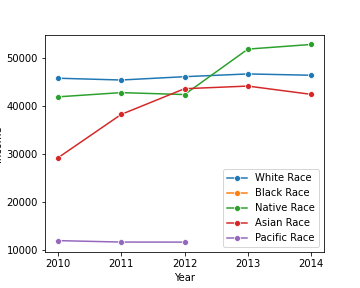 50000
40000
30000
20000
10000
2010 2011 2012 2013 2014
Year
White Race
Black Race
Native Race
Asian Race
Pacific Race